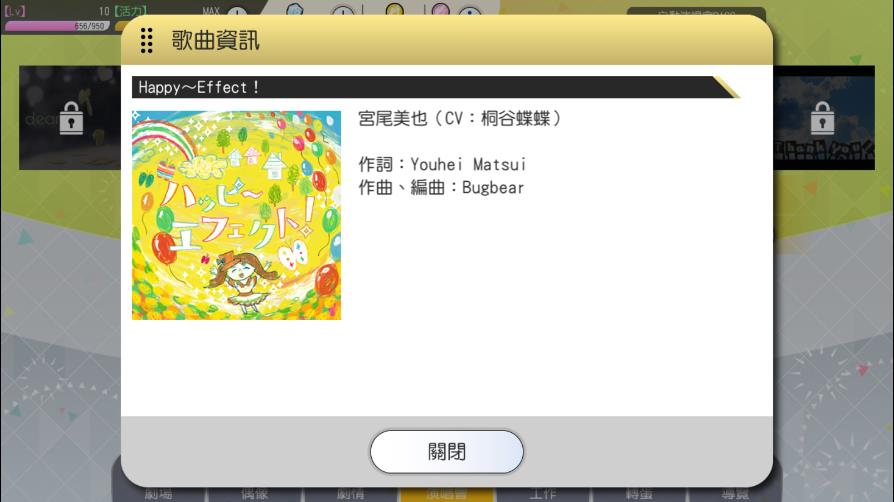 【Lv】
10【活力】
MAX
656/950
歌曲資訊
Happy～Effect！
dear
ハッピー
エフェクト!
宮尾美也（CV：桐谷蝶蝶）
作詞：Youhei Matsui
作曲、編曲：Bugbear
Thank you
關閉
劇場
偶像
劇情
演唱會
工作
轉蛋
導覽